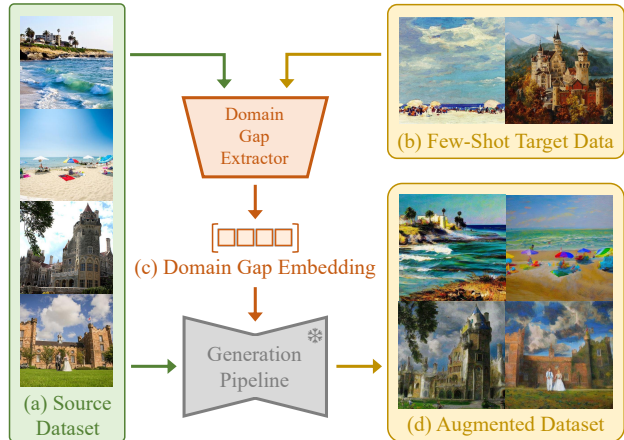 Domain
Gap
Extractor
(b) Few-Shot Target Data
(c) Domain Gap Embedding
Generation
Pipeline
(a) Source
Dataset
(d) Augmented Dataset